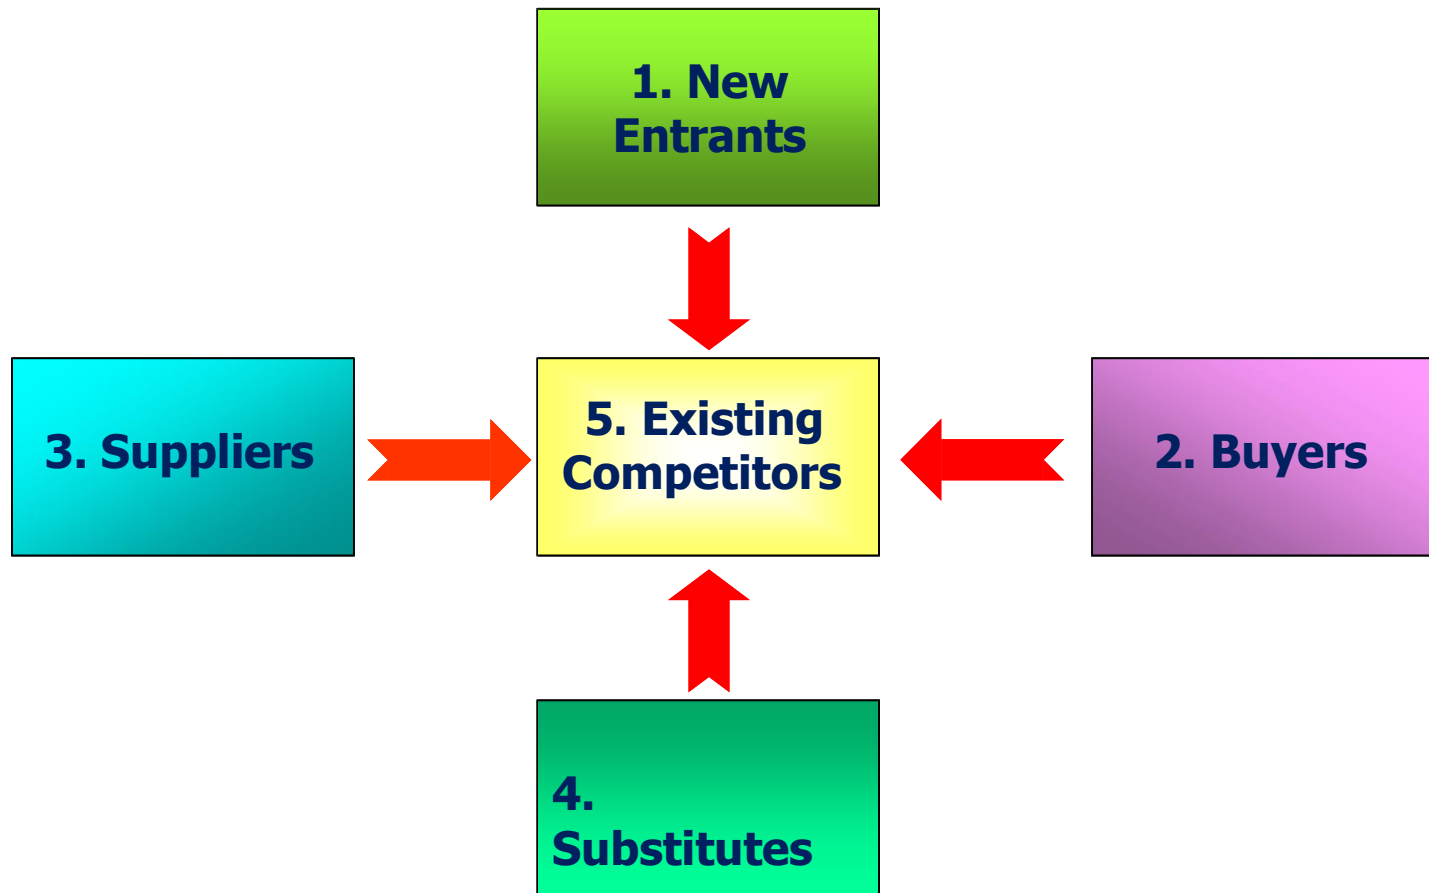 1. New
Entrants
3. Suppliers
5. Existing
Competitors
2. Buyers
4.
Substitutes